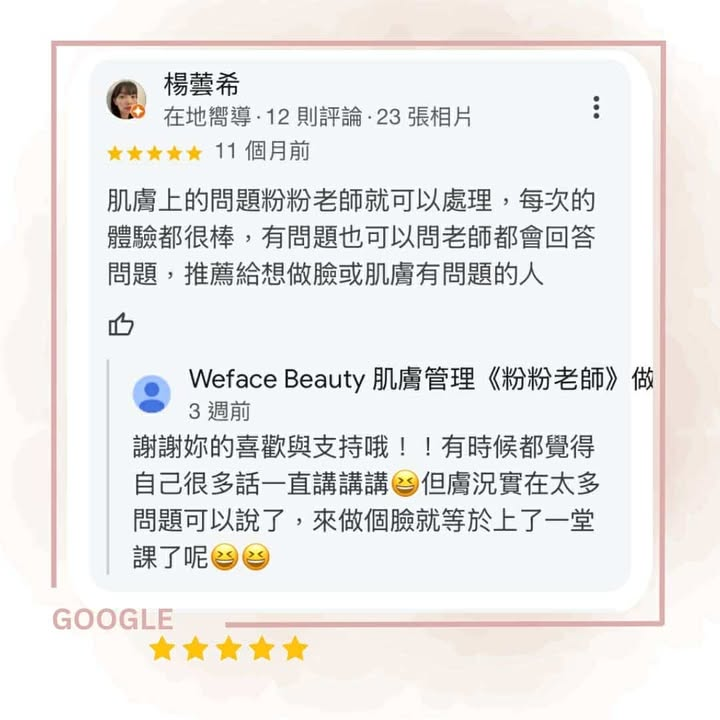 楊蕓希
在地嚮導·12 則評論·23 張相片
11 個月前
肌膚上的問題粉粉老師就可以處理，每次的
體驗都很棒，有問題也可以問老師都會回答
問題，推薦給想做臉或肌膚有問題的人
Weface Beauty 肌膚管理《粉粉老師》做
3 週前
謝謝妳的喜歡與支持哦！！有時候都覺得
自己很多話一直講講講😆但膚況實在太多
問題可以說了，來做個臉就等於上了一堂
課了呢😆😆
GOOGLE